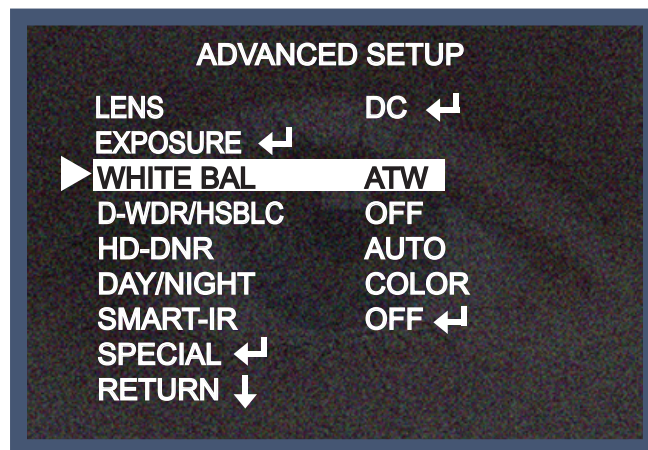 ADVANCED SETUP
LENS DC ↵
EXPOSURE ↵
WHITE BAL ATW
D-WDR/HSBLC OFF
HD-DNR AUTO
DAY/NIGHT COLOR
SMART-IR OFF ↵
SPECIAL ↵
RETURN ↓